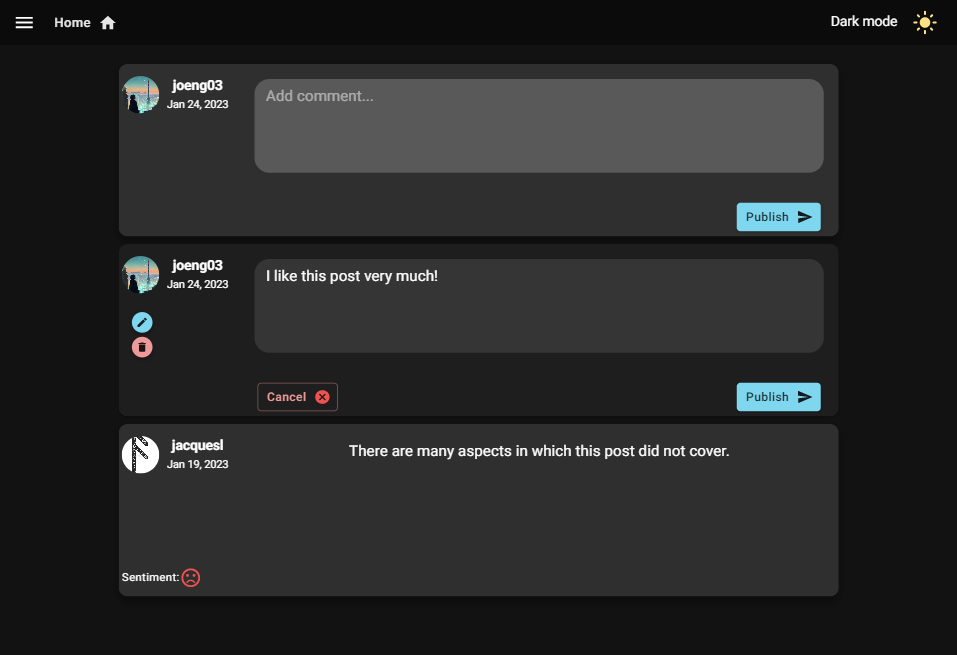 Home
Dark mode
joeng03
Jan 24, 2023
Add comment...
Publish
joeng03
Jan 24, 2023
I like this post very much!
Cancel
Publish
jacquesl
Jan 19, 2023
There are many aspects in which this post did not cover.
Sentiment: